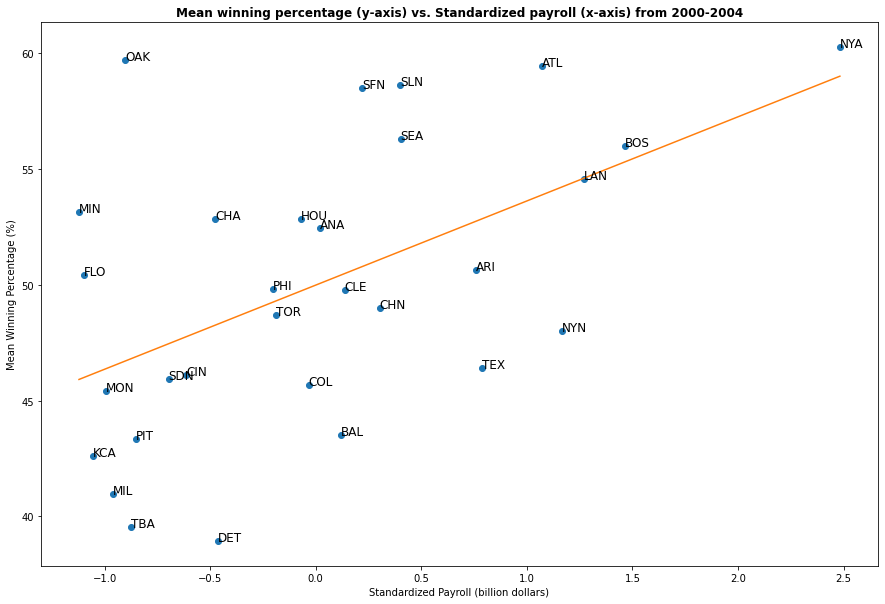 Mean winning percentage (y-axis) vs. Standardized payroll (x-axis) from 2000-2004
NYA
OAK
ATL
SLN
SFN
SEA
BOS
LAN
MIN
CHA
HOU
ANA
ARI
FLO
PHI
CLE
CHN
TOR
NYN
TEX
CIN
SDN
COL
MON
BAL
PIT
KCA
MIL
TBA
DET
60
55
50
45
40
Mean Winning Percentage (%)
−1.0 −0.5 0.0 0.5 1.0 1.5 2.0 2.5
Standardized Payroll (billion dollars)